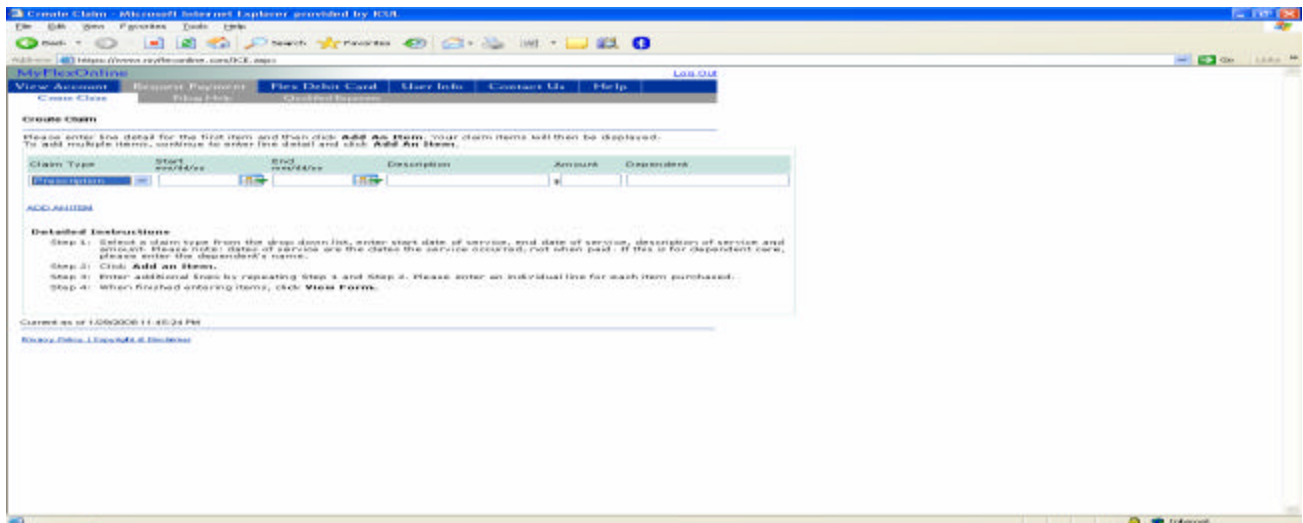 Create Claim - Microsoft Internet Explorer provided by
File Edit View Favorites Tools Help
Back Search Favorites
Address Go Links
MyFlexOnline Log Out
View Account Request Payment Flex Debit Card User Info Contact Us Help
Create Claim Filing Help Qualified Expenses
Create Claim
Please enter line detail for the first item and then click Add An Item. Your claim items will then be displayed.
To add multiple items, continue to enter line detail and click Add An Item.
Claim Type Start mm/dd/yy End mm/dd/yy Description Amount Dependent
Prescription $
ADD AN ITEM
Detailed Instructions
Step 1: Select a claim type from the drop down list, enter start date of service, end date of service, description of service and
amount. Please note: dates of service are the dates the service occurred, not when paid. If this is for dependent care,
please enter the dependent's name.
Step 2: Click Add an Item.
Step 3: Enter additional lines by repeating Step 1 and Step 2. Please enter an individual line for each item purchased.
Step 4: When finished entering items, click View Form.
Current as of PM
Privacy Policy | Copyright & Disclaimer
Internet